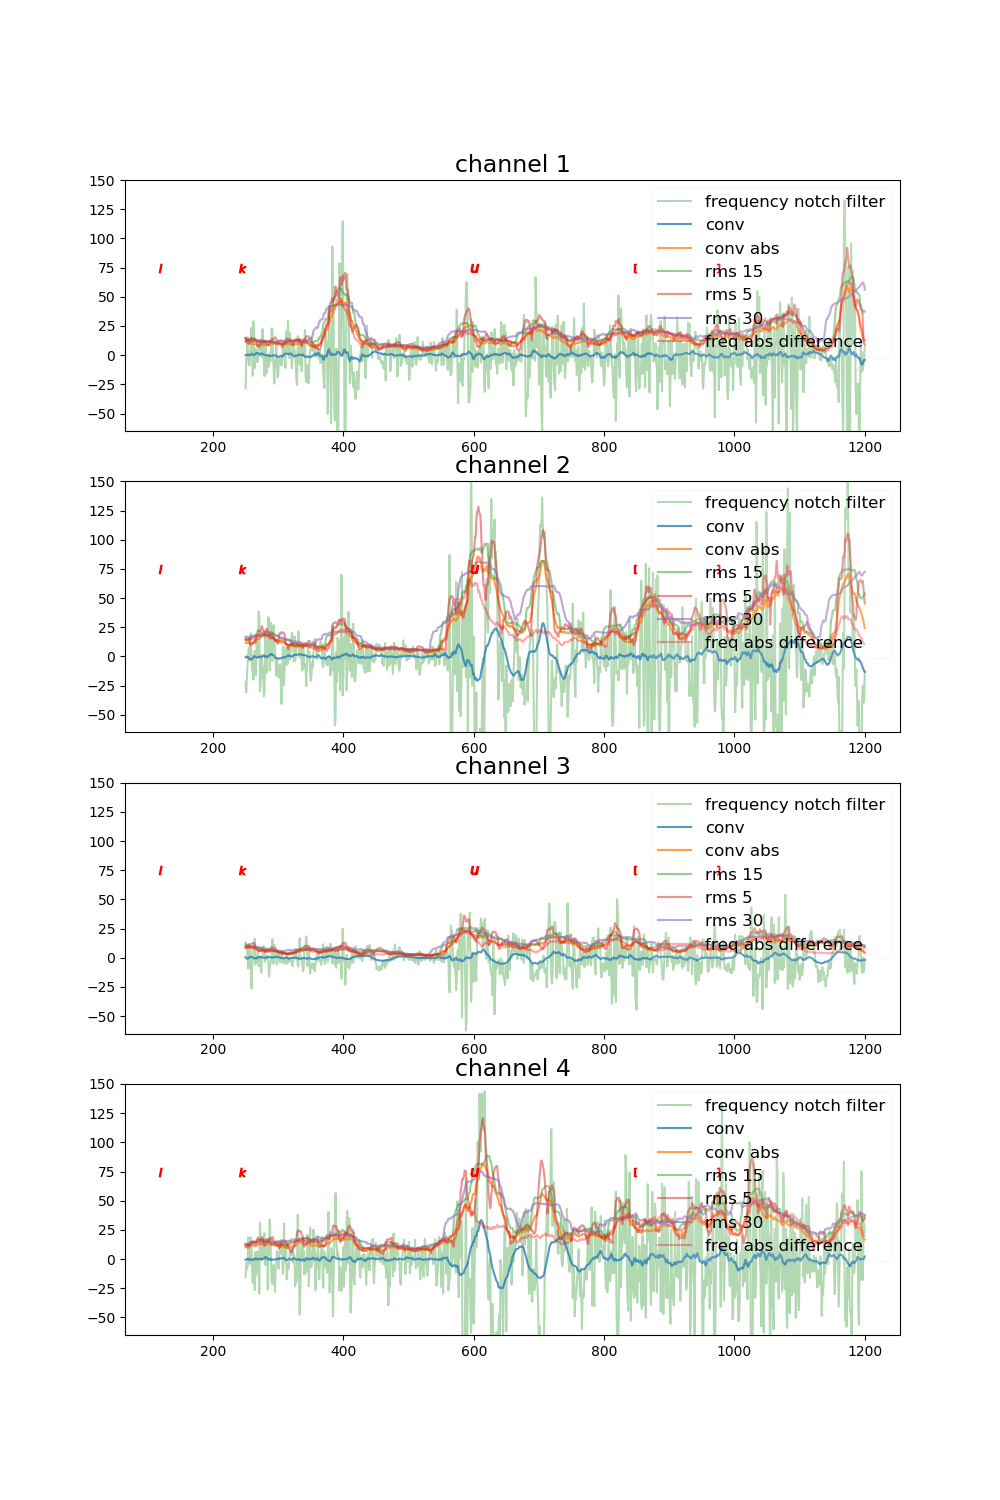 channel 1
150
125
100
75
50
25
0
−25
−50
l k u [ ]
frequency notch filter
conv
conv abs
rms 15
rms 5
rms 30
freq abs difference
200 400 600 800 1000 1200
channel 2
150
125
100
75
50
25
0
−25
−50
l k u [ ]
frequency notch filter
conv
conv abs
rms 15
rms 5
rms 30
freq abs difference
200 400 600 800 1000 1200
channel 3
150
125
100
75
50
25
0
−25
−50
l k u [ ]
frequency notch filter
conv
conv abs
rms 15
rms 5
rms 30
freq abs difference
200 400 600 800 1000 1200
channel 4
150
125
100
75
50
25
0
−25
−50
l k u [ ]
frequency notch filter
conv
conv abs
rms 15
rms 5
rms 30
freq abs difference
200 400 600 800 1000 1200